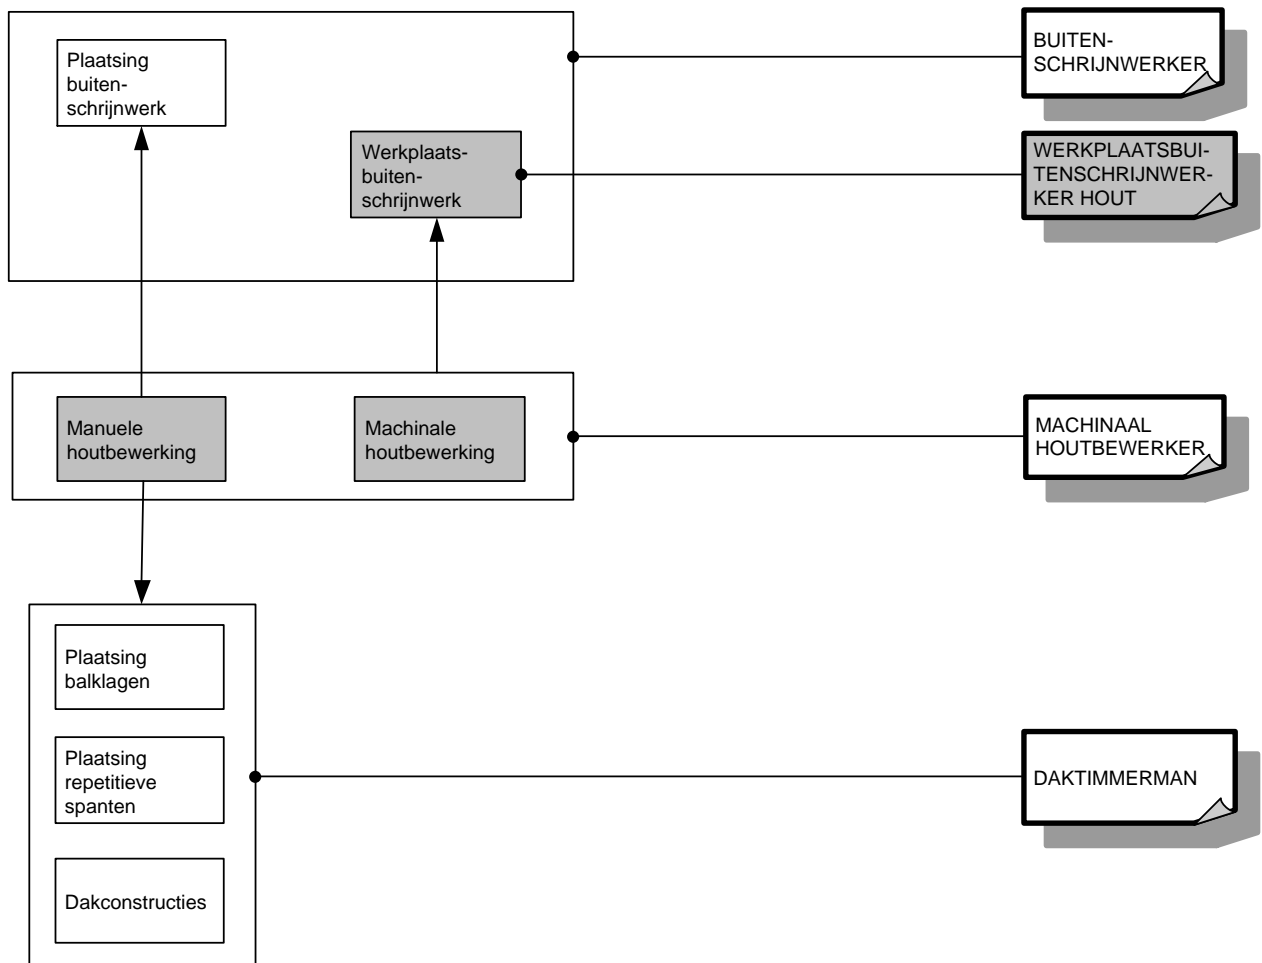 Plaatsing
buiten-
schrijnwerk
BUITEN-
SCHRIJNWERKER
Werkplaats-
buiten-
schrijnwerk
WERKPLAATSBUI-
TENSCHRIJNWER-
KER HOUT
Manuele
houtbewerking
Machinale
houtbewerking
MACHINAAL
HOUTBEWERKER
Plaatsing
balklagen
Plaatsing
repetitieve
spanten
DAKTIMMERMAN
Dakconstructies